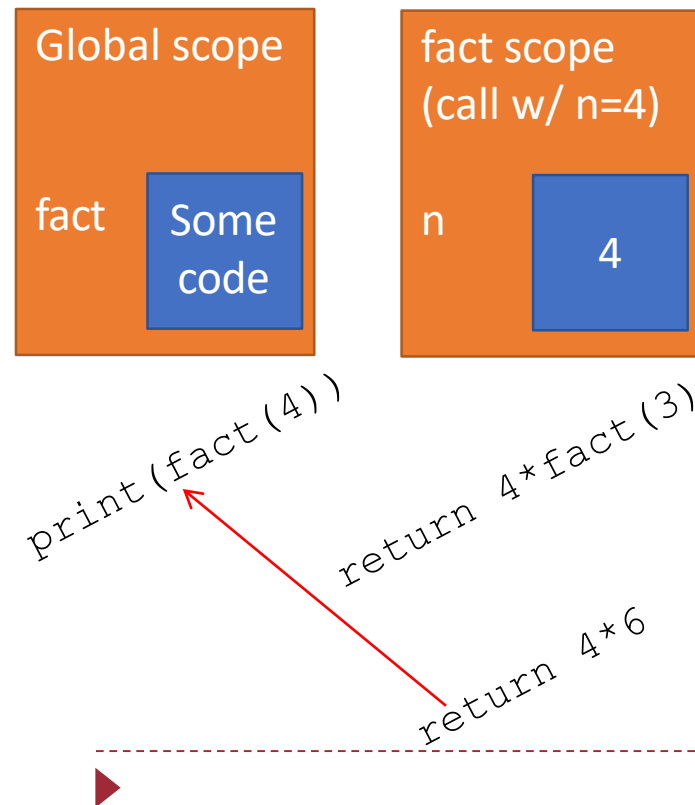 Global scope
fact
Some
code
fact scope
(call w/ n=4)
n
4
print(fact(4))
return 4*fact(3)
return 4*6